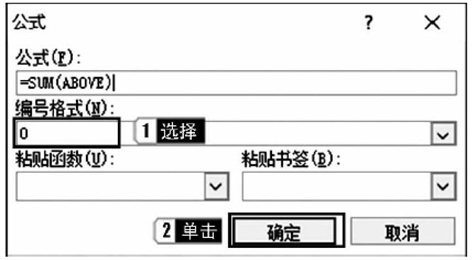 公式 ? ×
公式(F):
=SUM(ABOVE)
编号格式(N):
0 1 选择
粘贴函数(U): 粘贴书签(B):
2 单击 确定 取消